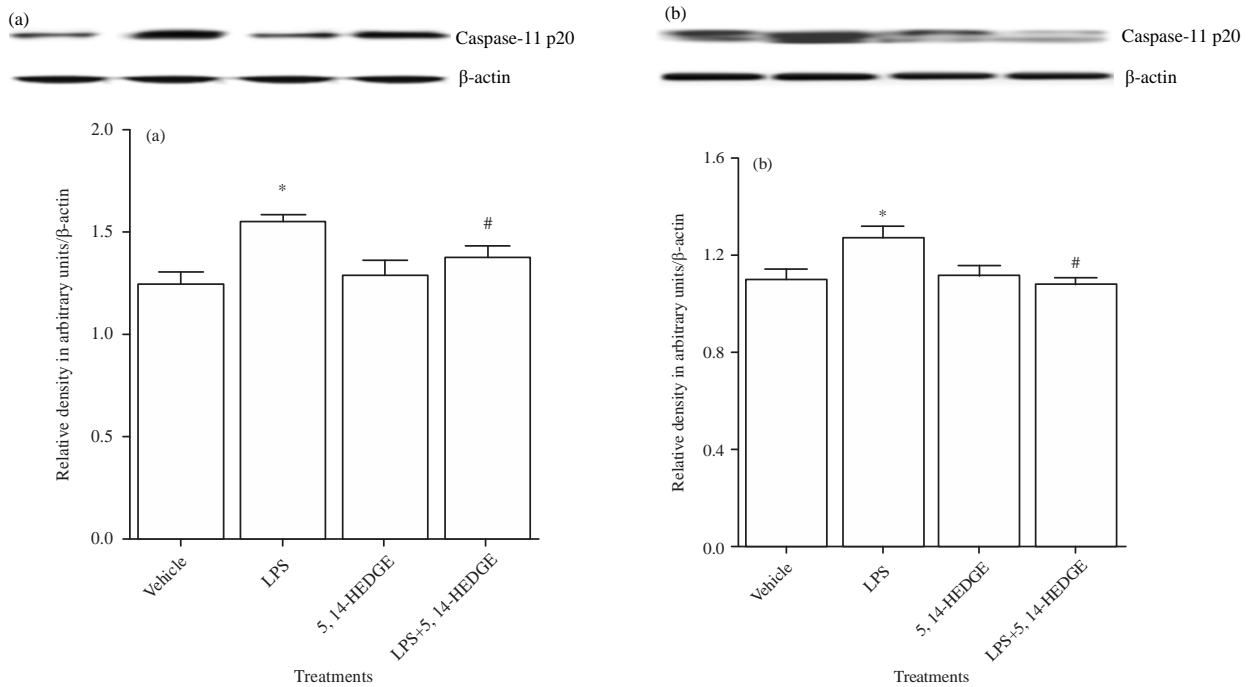 (a)
Caspase-11 p20
β-actin
2.0
(a)
1.5
1.0
0.5
0.0
*
#
Relative density in arbitrary units/β-actin
Vehicle
LPS
5, 14-HEDGE
LPS+5, 14-HEDGE
Treatments
(b)
Caspase-11 p20
β-actin
1.6
(b)
1.2
0.8
0.4
0.0
*
#
Relative density in arbitrary units/β-actin
Vehicle
LPS
5, 14-HEDGE
LPS+5, 14-HEDGE
Treatments